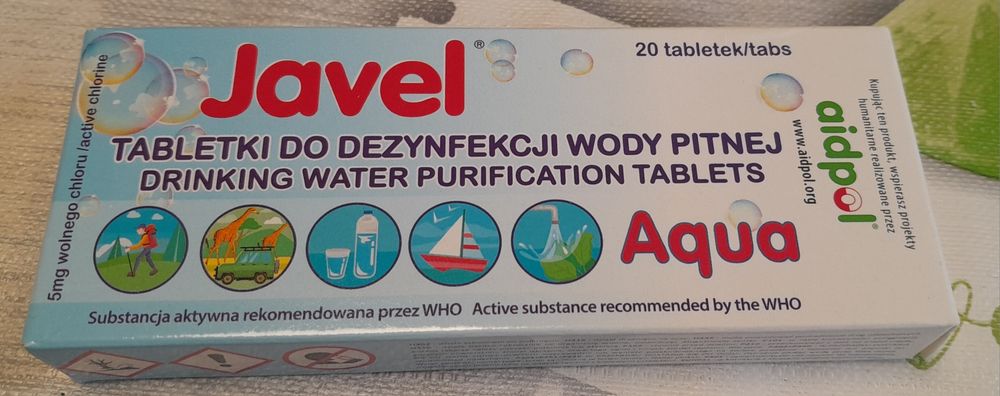 5mg wolnego chloru /active chlorine
Javel®
20 tabletek/tabs
TABLETKI DO DEZYNFEKCJI WODY PITNEJ
DRINKING WATER PURIFICATION TABLETS
Aqua
Substancja aktywna rekomendowana przez WHO Active substance recommended by the WHO
www.aidpol.org
aidpol®
Kupując ten produkt, wspierasz projekty
humanitarne realizowane przez